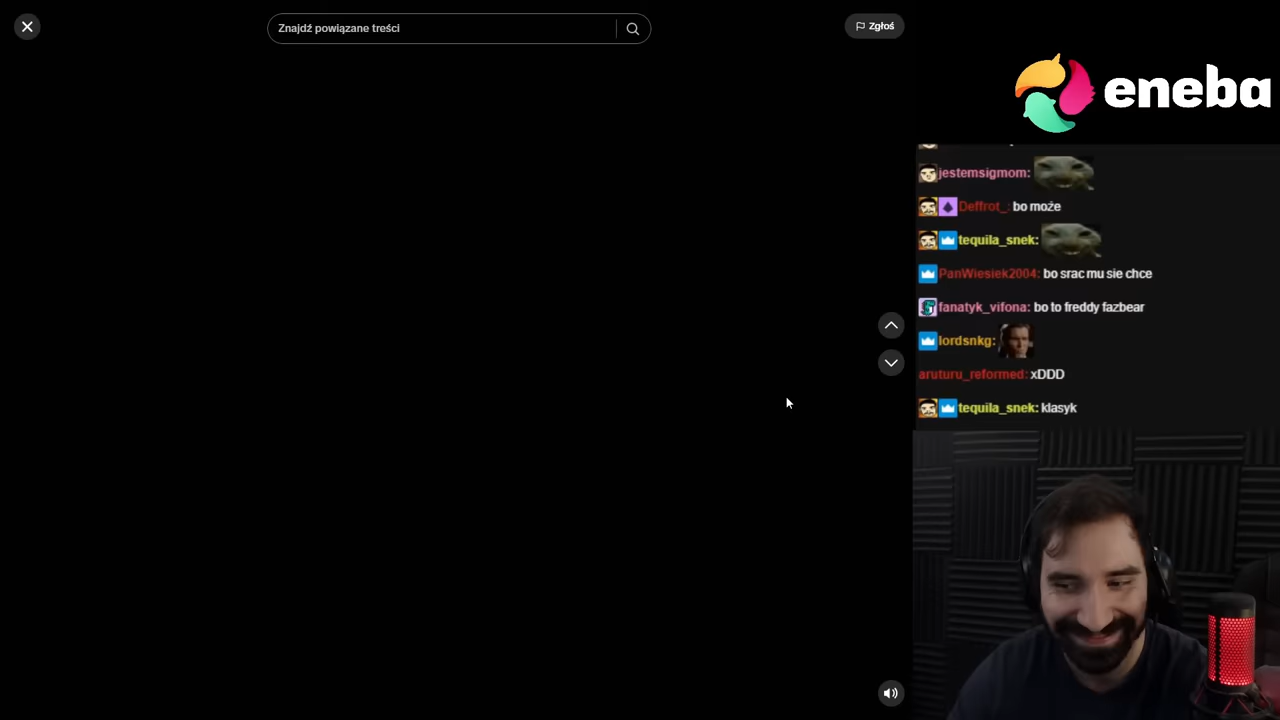 Znajdź powiązane treści
Zgłoś
eneba
jestemsigmom:
Deffrot_: bo może
tequila_snek:
PanWiesiek2004: bo srac mu sie chce
fanatyk_vifona: bo to freddy fazbear
lordsnkg:
aruturu_reformed: xDDD
tequila_snek: klasyk